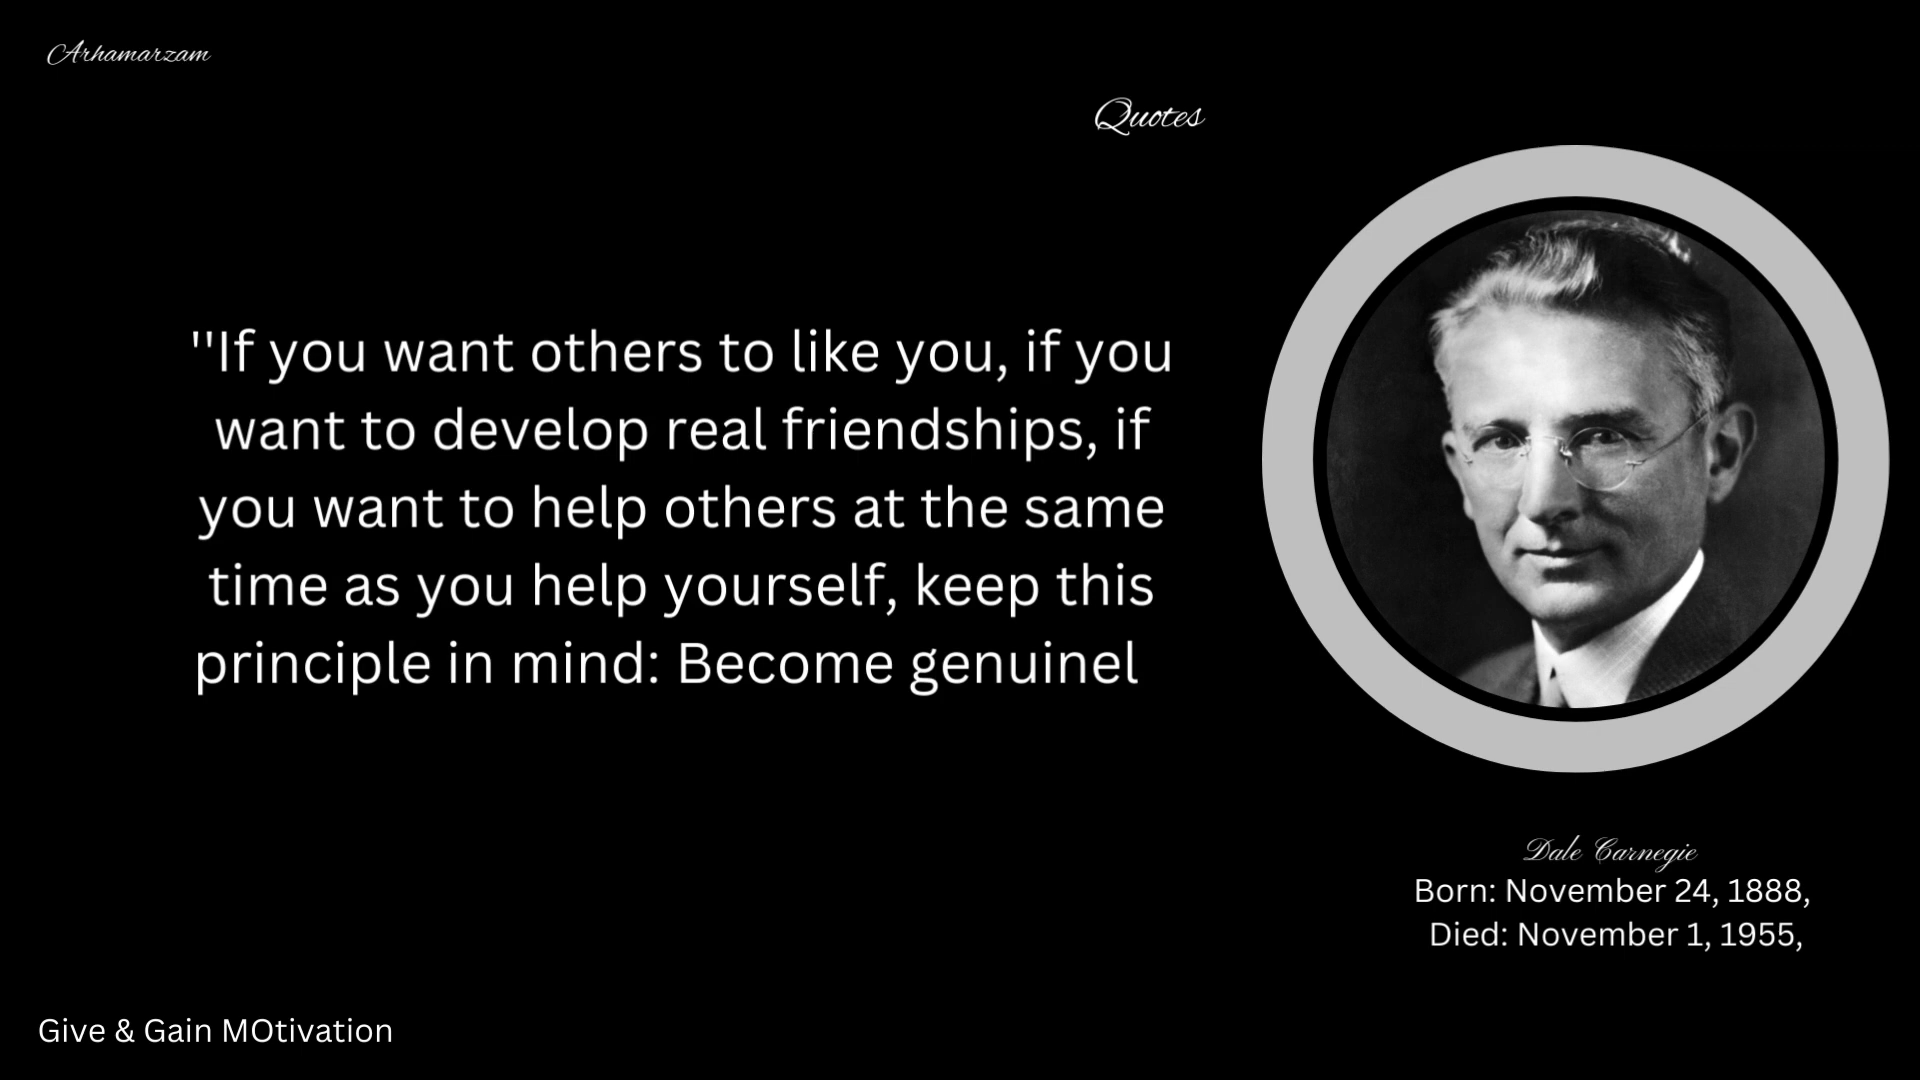 Arhamarzam
Quotes
"If you want others to like you, if you
want to develop real friendships, if
you want to help others at the same
time as you help yourself, keep this
principle in mind: Become genuinel
Dale Carnegie
Born: November 24, 1888,
Died: November 1, 1955,
Give & Gain MOtivation